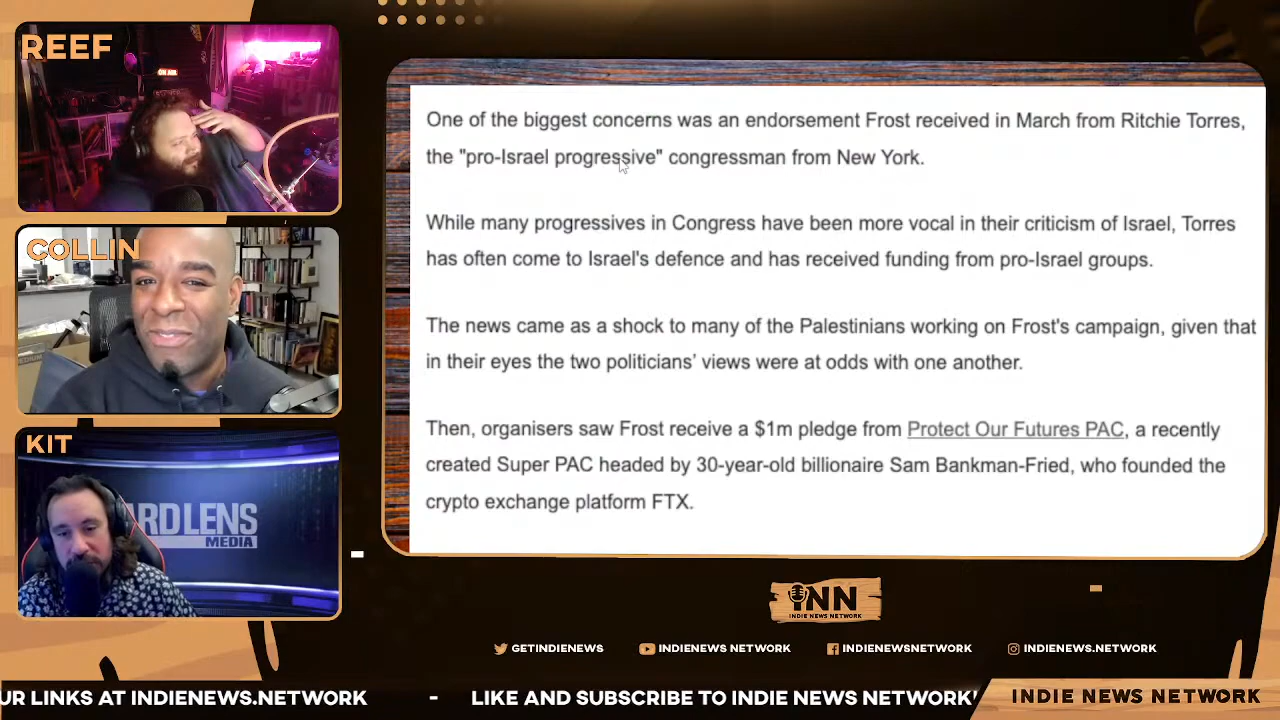 REEF
ON AIR
COLLIN
KIT
ARDLENS
MEDIA
One of the biggest concerns was an endorsement Frost received in March from Ritchie Torres,
the "pro-Israel progressive" congressman from New York.
While many progressives in Congress have been more vocal in their criticism of Israel, Torres
has often come to Israel's defence and has received funding from pro-Israel groups.
The news came as a shock to many of the Palestinians working on Frost's campaign, given that
in their eyes the two politicians’ views were at odds with one another.
Then, organisers saw Frost receive a $1m pledge from Protect Our Futures PAC, a recently
created Super PAC headed by 30-year-old billionaire Sam Bankman-Fried, who founded the
crypto exchange platform FTX.
iNN
INDIE NEWS NETWORK
GETINDIENEWS
INDIENEWS NETWORK
INDIENEWSNETWORK
INDIENEWS.NETWORK
UR LINKS AT INDIENEWS.NETWORK - LIKE AND SUBSCRIBE TO INDIE NEWS NETWORK!
INDIE NEWS NETWORK